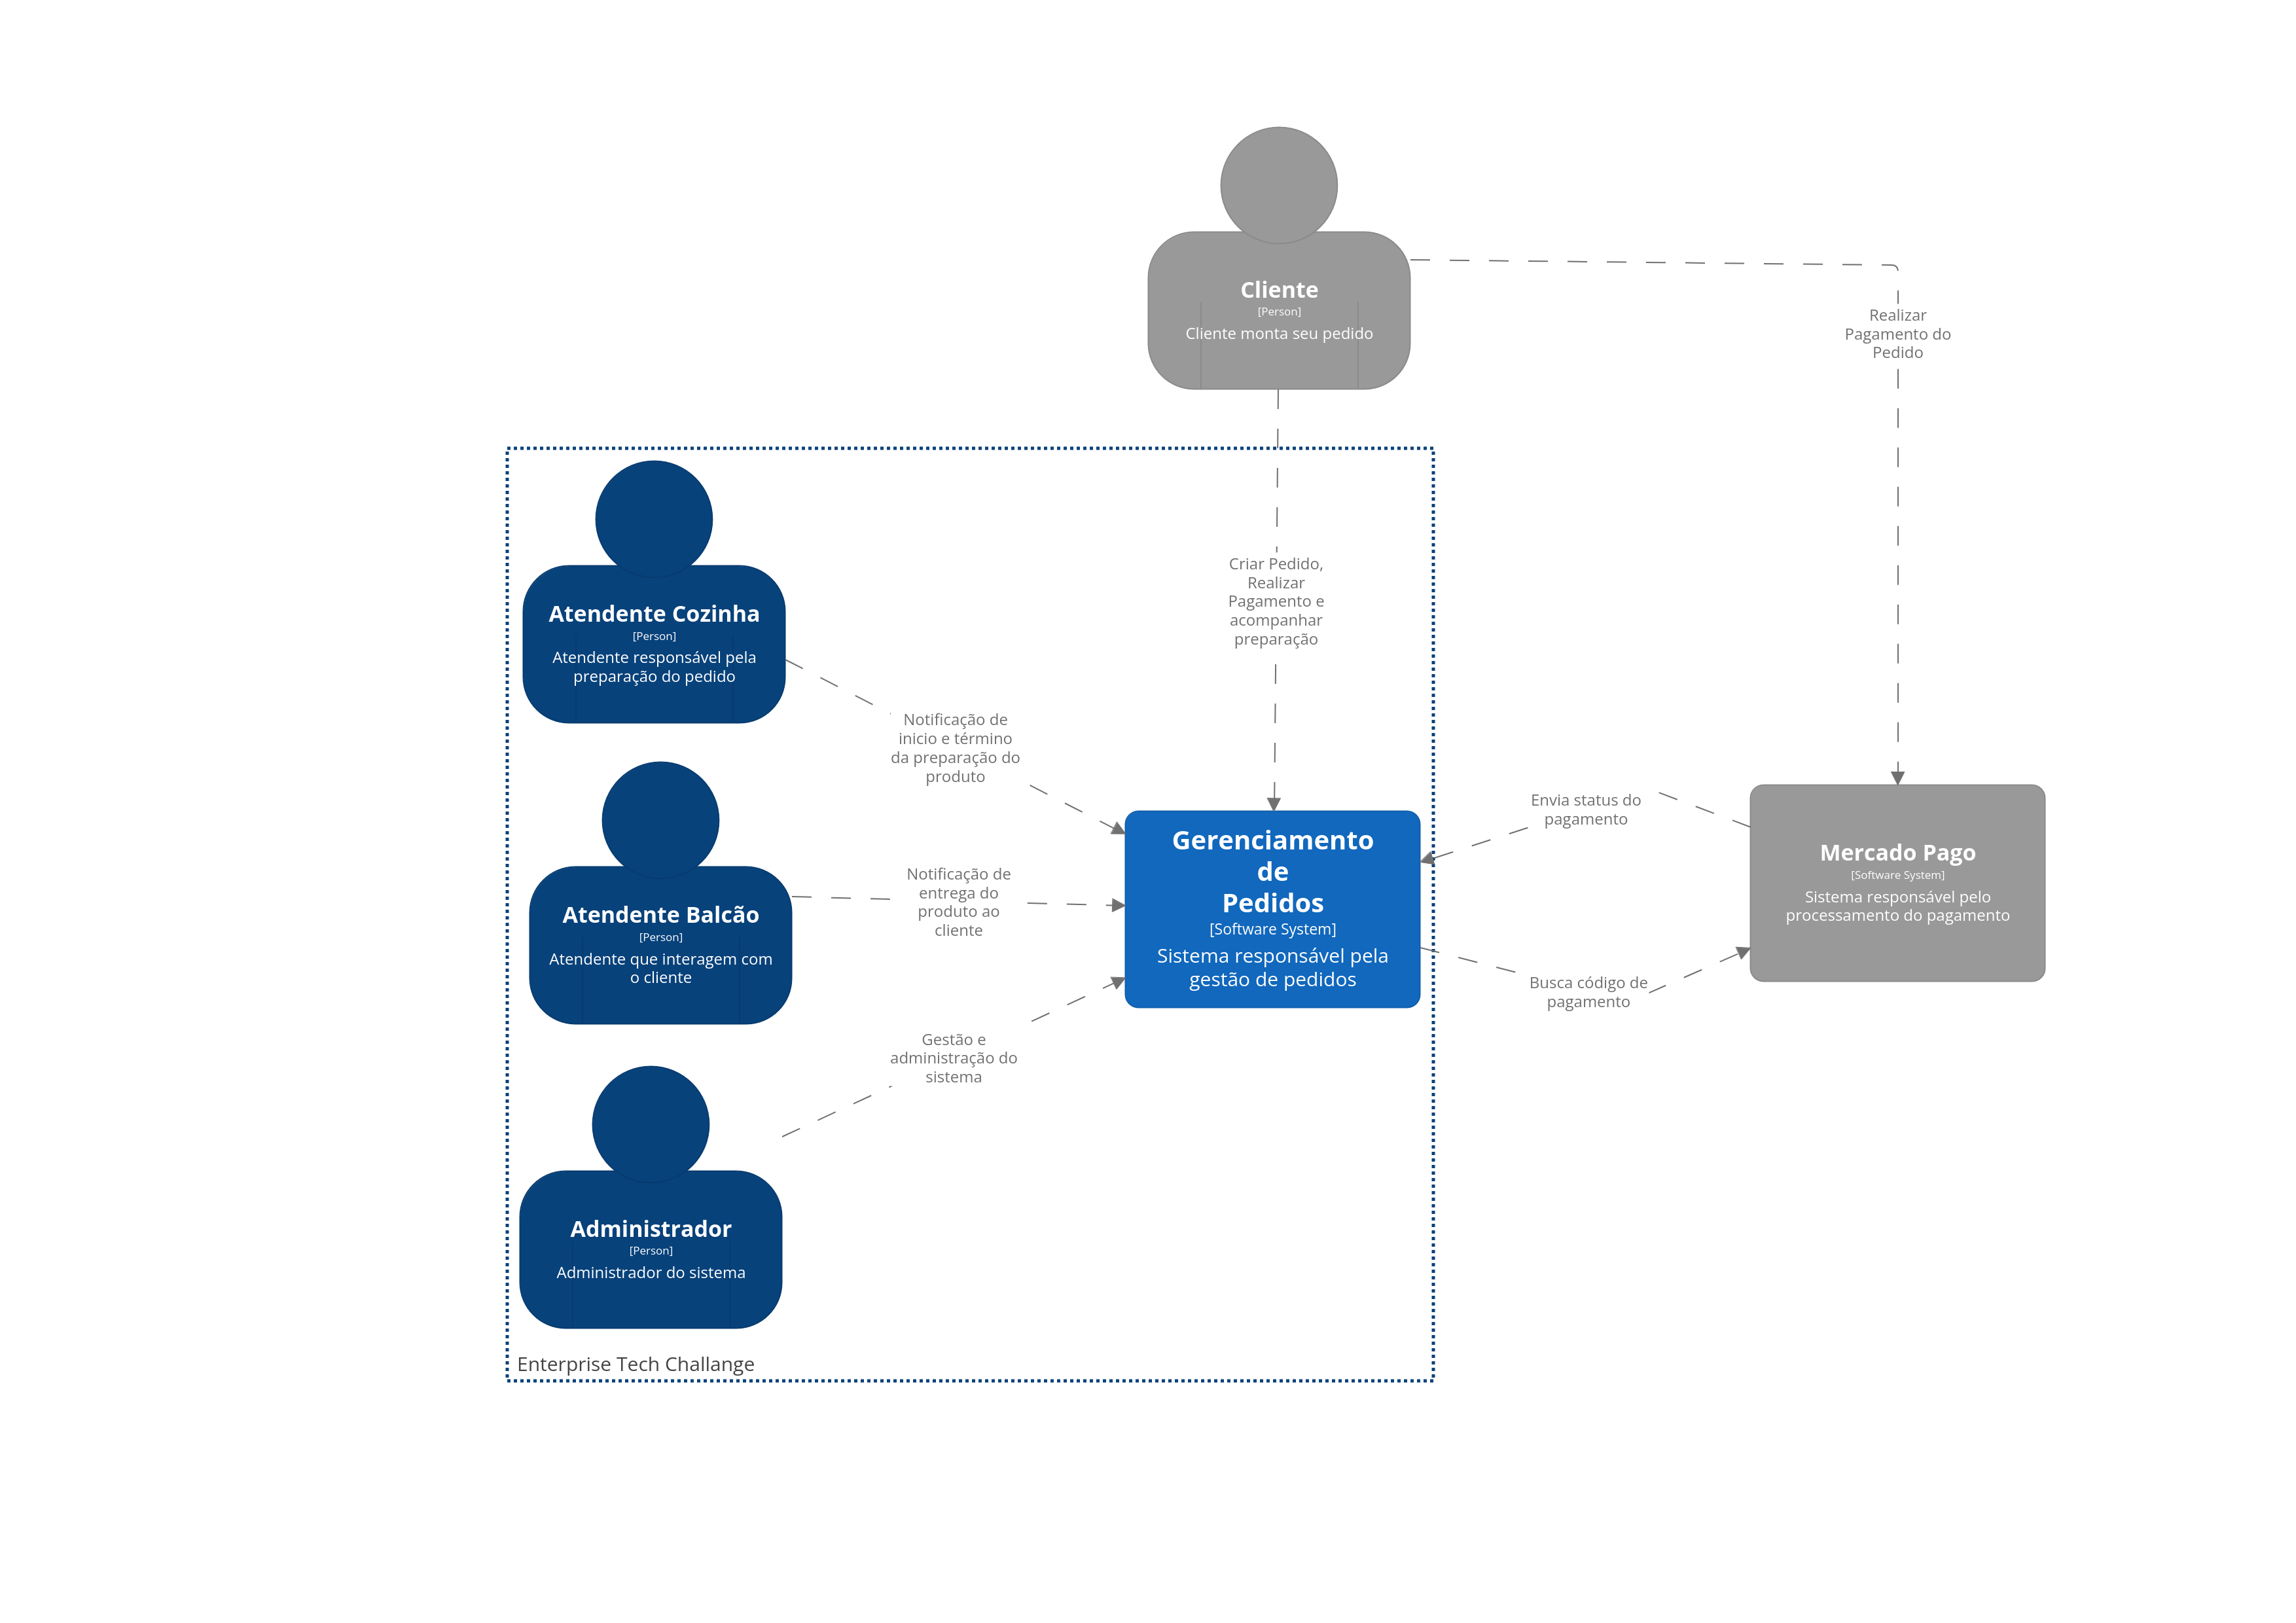 Cliente
[Person]
Cliente monta seu pedido
Realizar
Pagamento do
Pedido
Criar Pedido,
Realizar
Pagamento e
acompanhar
preparação
Atendente Cozinha
[Person]
Atendente responsável pela
preparação do pedido
Notificação de
inicio e término
da preparação do
produto
Atendente Balcão
[Person]
Atendente que interagem com
o cliente
Notificação de
entrega do
produto ao
cliente
Gerenciamento
de
Pedidos
[Software System]
Sistema responsável pela
gestão de pedidos
Envia status do
pagamento
Mercado Pago
[Software System]
Sistema responsável pelo
processamento do pagamento
Busca código de
pagamento
Gestão e
administração do
sistema
Administrador
[Person]
Administrador do sistema
Enterprise Tech Challange